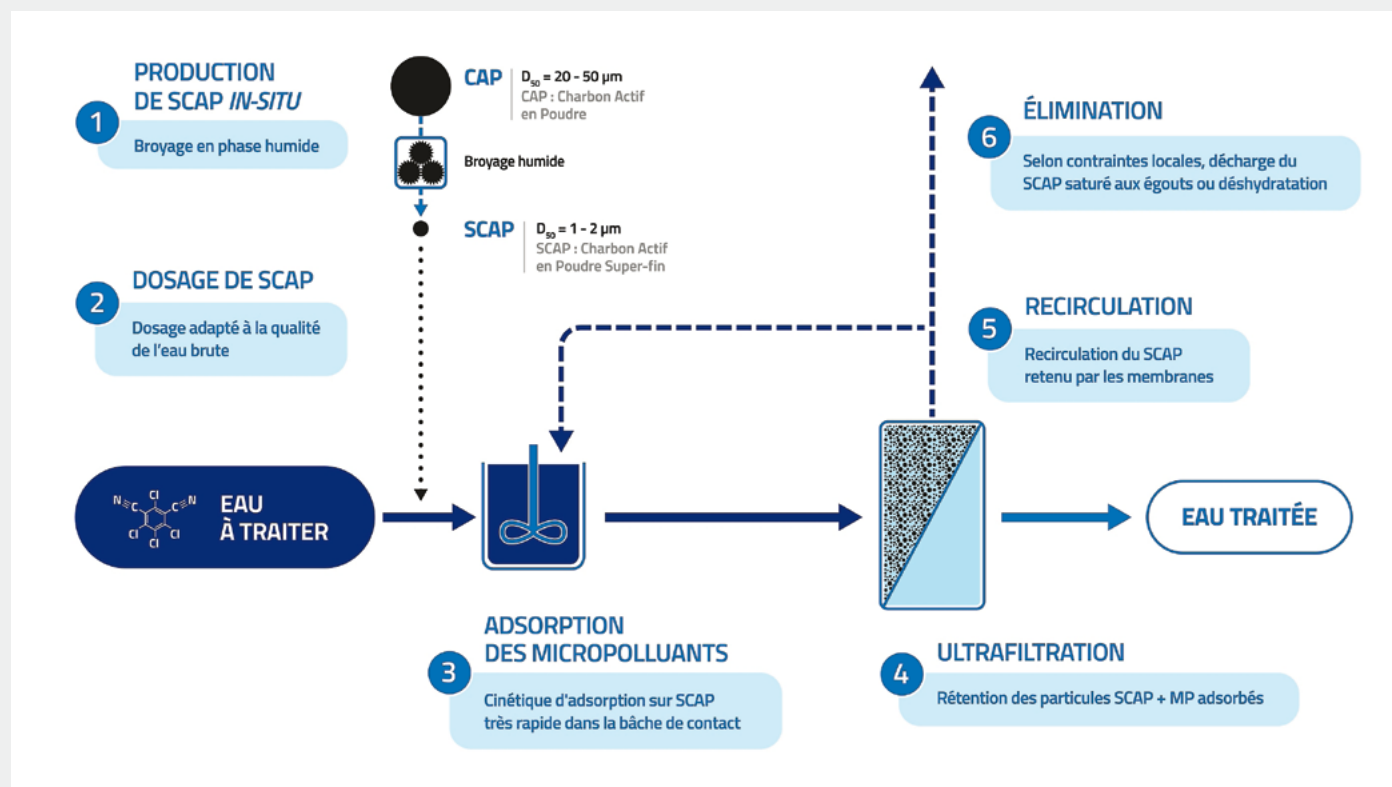 1
PRODUCTION
DE SCAP IN-SITU
Broyage en phase humide
CAP
D50 = 20 - 50 µm
CAP : Charbon Actif
en Poudre
Broyage humide
SCAP
D50 = 1 - 2 µm
SCAP : Charbon Actif
en Poudre Super-fin
2
DOSAGE DE SCAP
Dosage adapté à la qualité
de l'eau brute
6
ÉLIMINATION
Selon contraintes locales, décharge du
SCAP saturé aux égouts ou déshydratation
5
RECIRCULATION
Recirculation du SCAP
retenu par les membranes
N≡C
Cl
C≡N
Cl
Cl
Cl
EAU
À TRAITER
EAU TRAITÉE
3
ADSORPTION
DES MICROPOLLUANTS
Cinétique d'adsorption sur SCAP
très rapide dans la bâche de contact
4
ULTRAFILTRATION
Rétention des particules SCAP + MP adsorbés